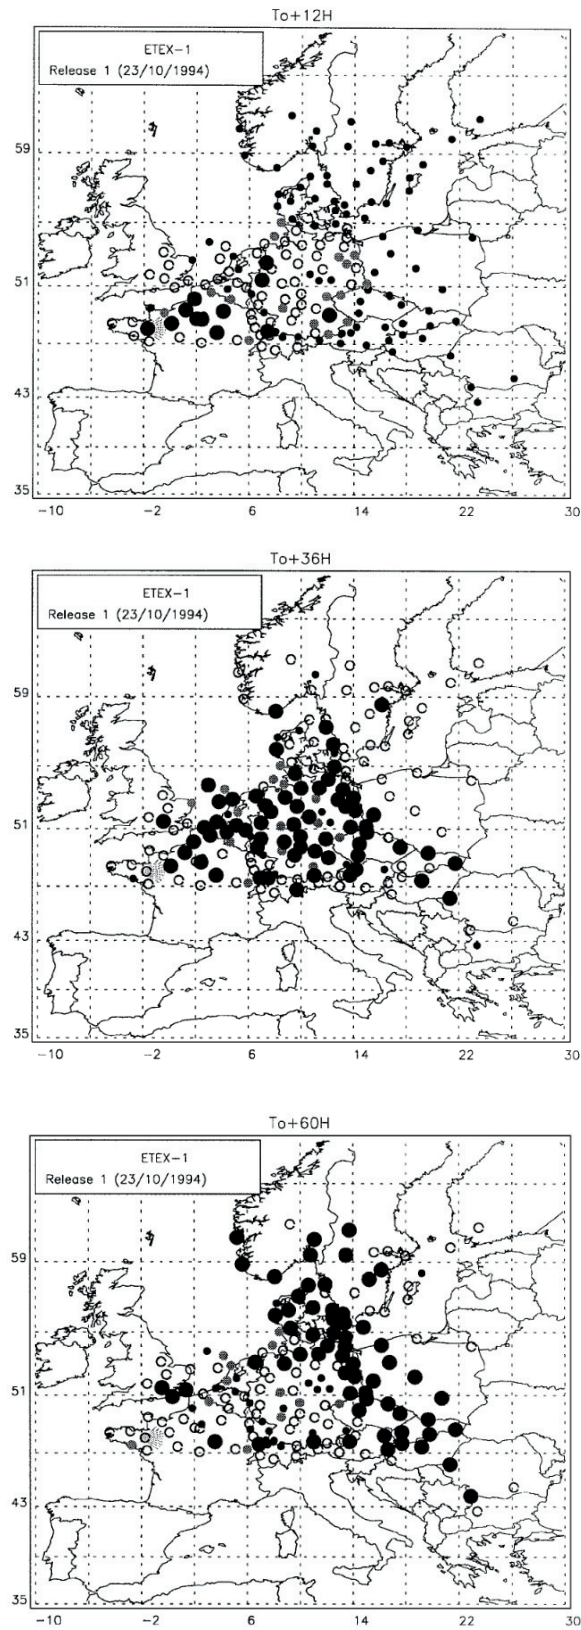 To+12H
ETEX-1
Release 1 (23/10/1994)
59
51
43
35
-10 -2 6 14 22 30
To+36H
ETEX-1
Release 1 (23/10/1994)
59
51
43
35
-10 -2 6 14 22 30
To+60H
ETEX-1
Release 1 (23/10/1994)
59
51
43
35
-10 -2 6 14 22 30